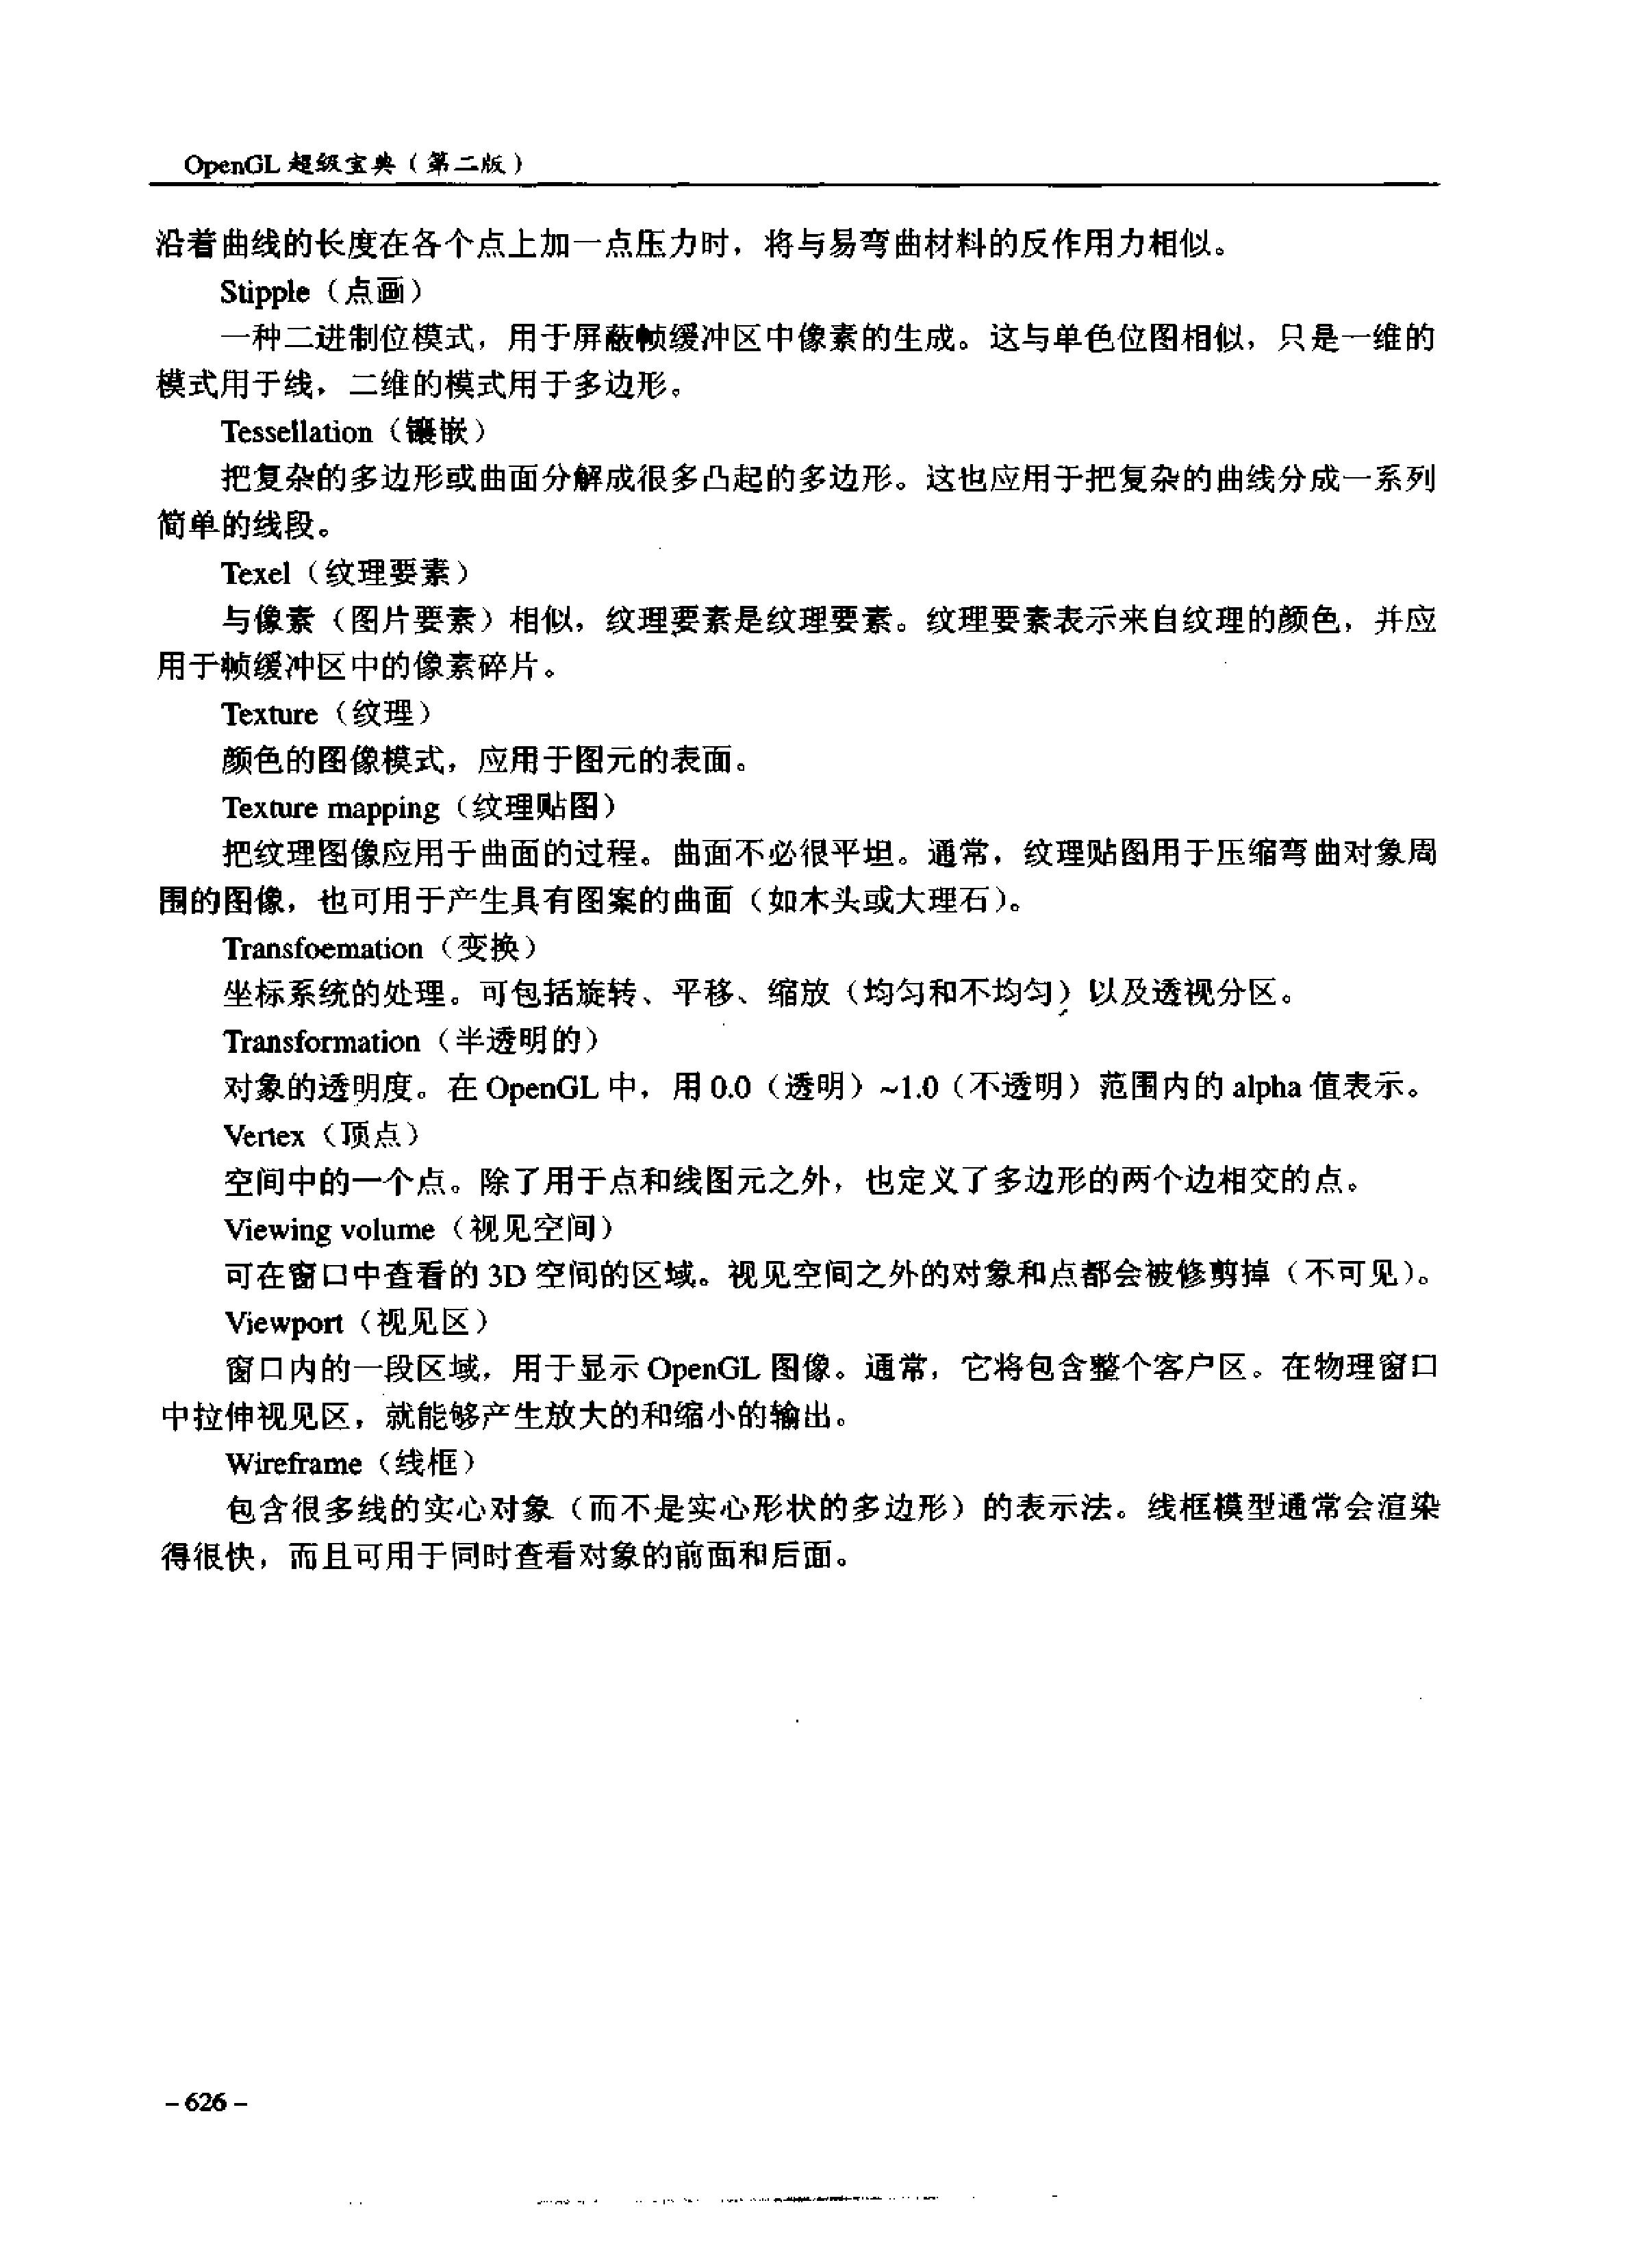 OpenGL 超级宝典（第二版）
沿着曲线的长度在各个点上加一点压力时，将与易弯曲材料的反作用力相似。
Stipple（点画）
一种二进制位模式，用于屏蔽帧缓冲区中像素的生成。这与单色位图相似，只是一维的
模式用于线，二维的模式用于多边形。
Tessellation（镶嵌）
把复杂的多边形或曲面分解成很多凸起的多边形。这也应用于把复杂的曲线分成一系列
简单的线段。
Texel（纹理要素）
与像素（图片要素）相似，纹理要素是纹理要素。纹理要素表示来自纹理的颜色，并应
用于帧缓冲区中的像素碎片。
Texture（纹理）
颜色的图像模式，应用于图元的表面。
Texture mapping（纹理贴图）
把纹理图像应用于曲面的过程。曲面不必很平坦。通常，纹理贴图用于压缩弯曲对象周
围的图像，也可用于产生具有图案的曲面（如木头或大理石）。
Transfoemation（变换）
坐标系统的处理。可包括旋转、平移、缩放（均匀和不均匀）以及透视分区。
Transformation（半透明的）
对象的透明度。在 OpenGL 中，用 0.0（透明）~1.0（不透明）范围内的 alpha 值表示。
Vertex（顶点）
空间中的一个点。除了用于点和线图元之外，也定义了多边形的两个边相交的点。
Viewing volume（视见空间）
可在窗口中查看的 3D 空间的区域。视见空间之外的对象和点都会被修剪掉（不可见）。
Viewport（视见区）
窗口内的一段区域，用于显示 OpenGL 图像。通常，它将包含整个客户区。在物理窗口
中拉伸视见区，就能够产生放大的和缩小的输出。
Wireframe（线框）
包含很多线的实心对象（而不是实心形状的多边形）的表示法。线框模型通常会渲染
得很快，而且可用于同时查看对象的前面和后面。
－626－